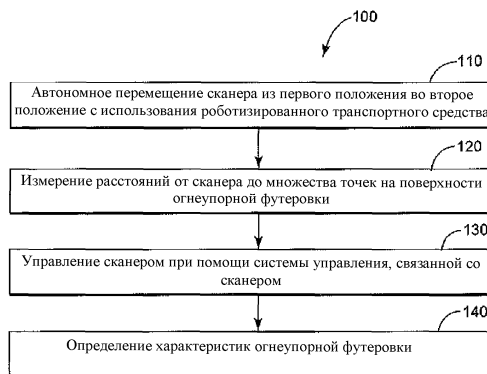 100
110
Автономное перемещение сканера из первого положения во второе
положение с использования роботизированного транспортного средства
120
Измерение расстояний от сканера до множества точек на поверхности
огнеупорной футеровки
130
Управление сканером при помощи системы управления, связанной со
сканером
140
Определение характеристик огнеупорной футеровки